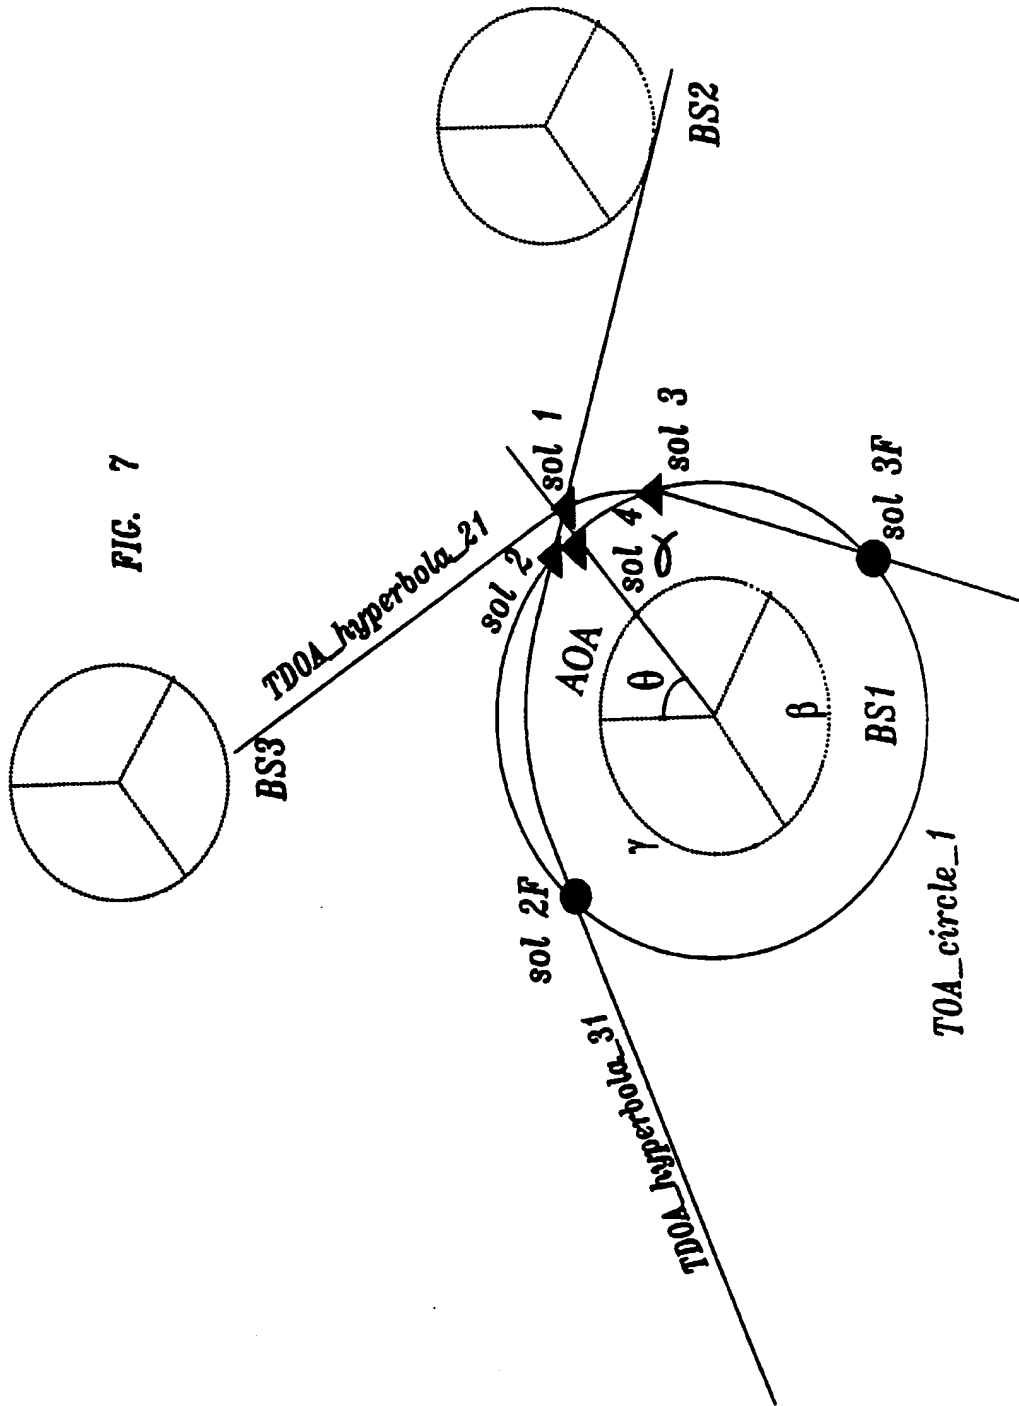 FIG. 7
BS3
BS2
TDOA_hyperbola_21
sol 1
sol 2
sol 3
sol 4
α
sol 2F
sol 3F
AOA
θ
γ
β
BS1
TDOA_hyperbola_31
TOA_circle_1